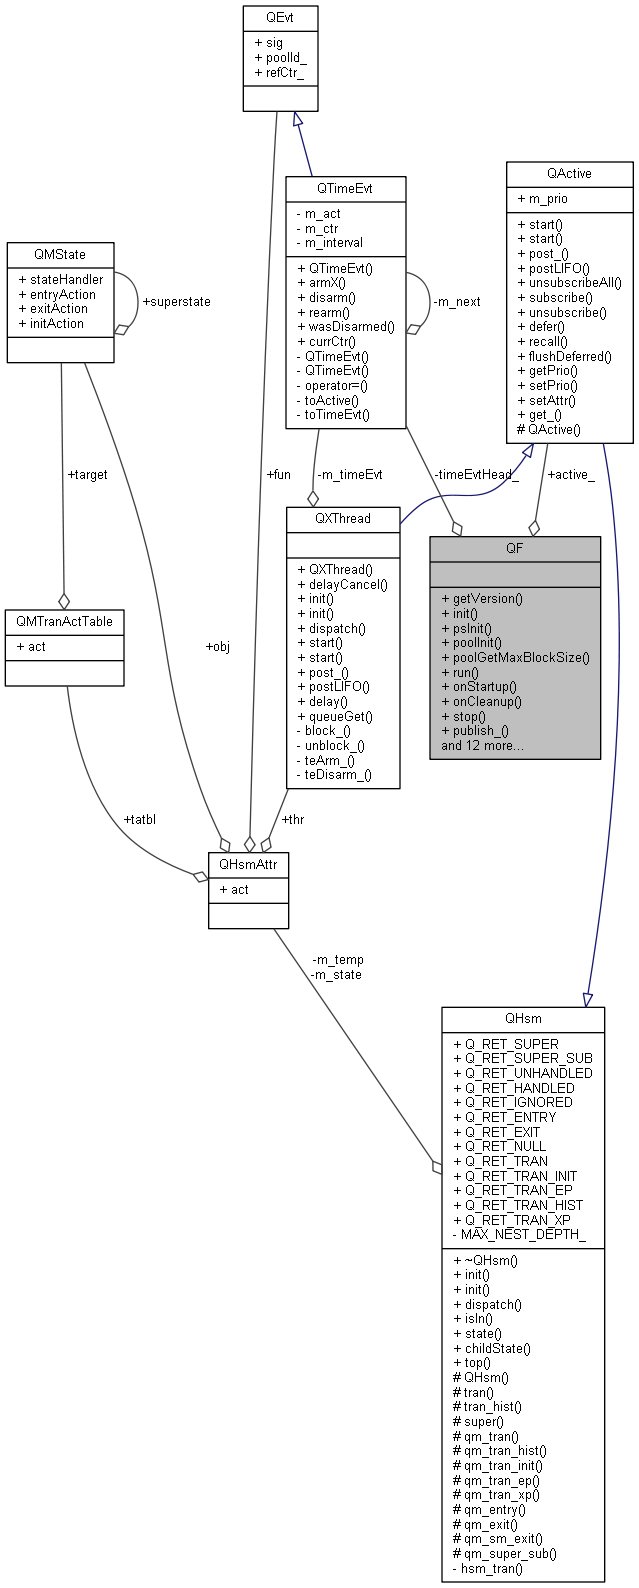 QEvt
+ sig
+ poolId_
+ refCtr_
QTimeEvt
- m_act
- m_ctr
- m_interval
+ QTimeEvt()
+ armX()
+ disarm()
+ rearm()
+ wasDisarmed()
+ currCtr()
- QTimeEvt()
- QTimeEvt()
- operator=()
- toActive()
- toTimeEvt()
-m_next
QActive
+ m_prio
+ start()
+ start()
+ post_()
+ postLIFO()
+ unsubscribeAll()
+ subscribe()
+ unsubscribe()
+ defer()
+ recall()
+ flushDeferred()
+ getPrio()
+ setPrio()
+ setAttr()
+ get_()
# QActive()
QMState
+ stateHandler
+ entryAction
+ exitAction
+ initAction
+superstate
+target
+fun
-m_timeEvt
-timeEvtHead_
+active_
QXThread
+ QXThread()
+ delayCancel()
+ init()
+ init()
+ dispatch()
+ start()
+ start()
+ post_()
+ postLIFO()
+ delay()
+ queueGet()
- block_()
- unblock_()
- teArm_()
- teDisarm_()
QF
+ getVersion()
+ init()
+ psInit()
+ poolInit()
+ poolGetMaxBlockSize()
+ run()
+ onStartup()
+ onCleanup()
+ stop()
+ publish_()
and 12 more...
QMTranActTable
+ act
+obj
+tatbl
+thr
QHsmAttr
+ act
-m_temp
-m_state
QHsm
+ Q_RET_SUPER
+ Q_RET_SUPER_SUB
+ Q_RET_UNHANDLED
+ Q_RET_HANDLED
+ Q_RET_IGNORED
+ Q_RET_ENTRY
+ Q_RET_EXIT
+ Q_RET_NULL
+ Q_RET_TRAN
+ Q_RET_TRAN_INIT
+ Q_RET_TRAN_EP
+ Q_RET_TRAN_HIST
+ Q_RET_TRAN_XP
- MAX_NEST_DEPTH_
+ ~QHsm()
+ init()
+ init()
+ dispatch()
+ isIn()
+ state()
+ childState()
+ top()
# QHsm()
# tran()
# tran_hist()
# super()
# qm_tran()
# qm_tran_hist()
# qm_tran_init()
# qm_tran_ep()
# qm_tran_xp()
# qm_entry()
# qm_exit()
# qm_sm_exit()
# qm_super_sub()
- hsm_tran()